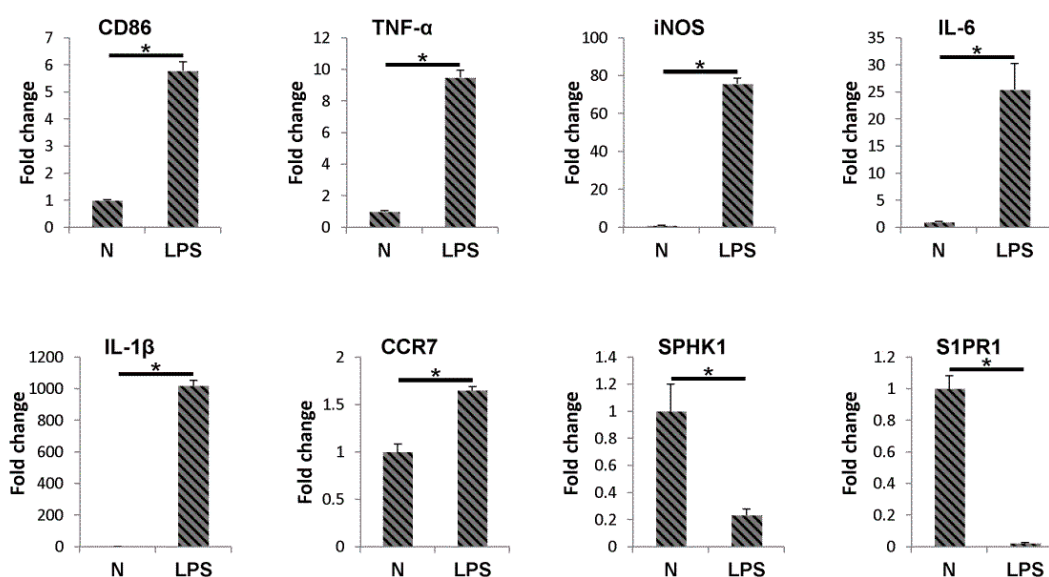 CD86
7
6
5
4
3
2
1
0
Fold change
*
N LPS
TNF-α
12
10
8
6
4
2
0
Fold change
*
N LPS
iNOS
100
80
60
40
20
0
Fold change
*
N LPS
IL-6
35
30
25
20
15
10
5
0
Fold change
*
N LPS
IL-1β
1200
1000
800
600
400
200
0
Fold change
*
N LPS
CCR7
2
1.5
1
0.5
0
Fold change
*
N LPS
SPHK1
1.4
1.2
1
0.8
0.6
0.4
0.2
0
Fold change
*
N LPS
S1PR1
1.2
1
0.8
0.6
0.4
0.2
0
Fold change
*
N LPS